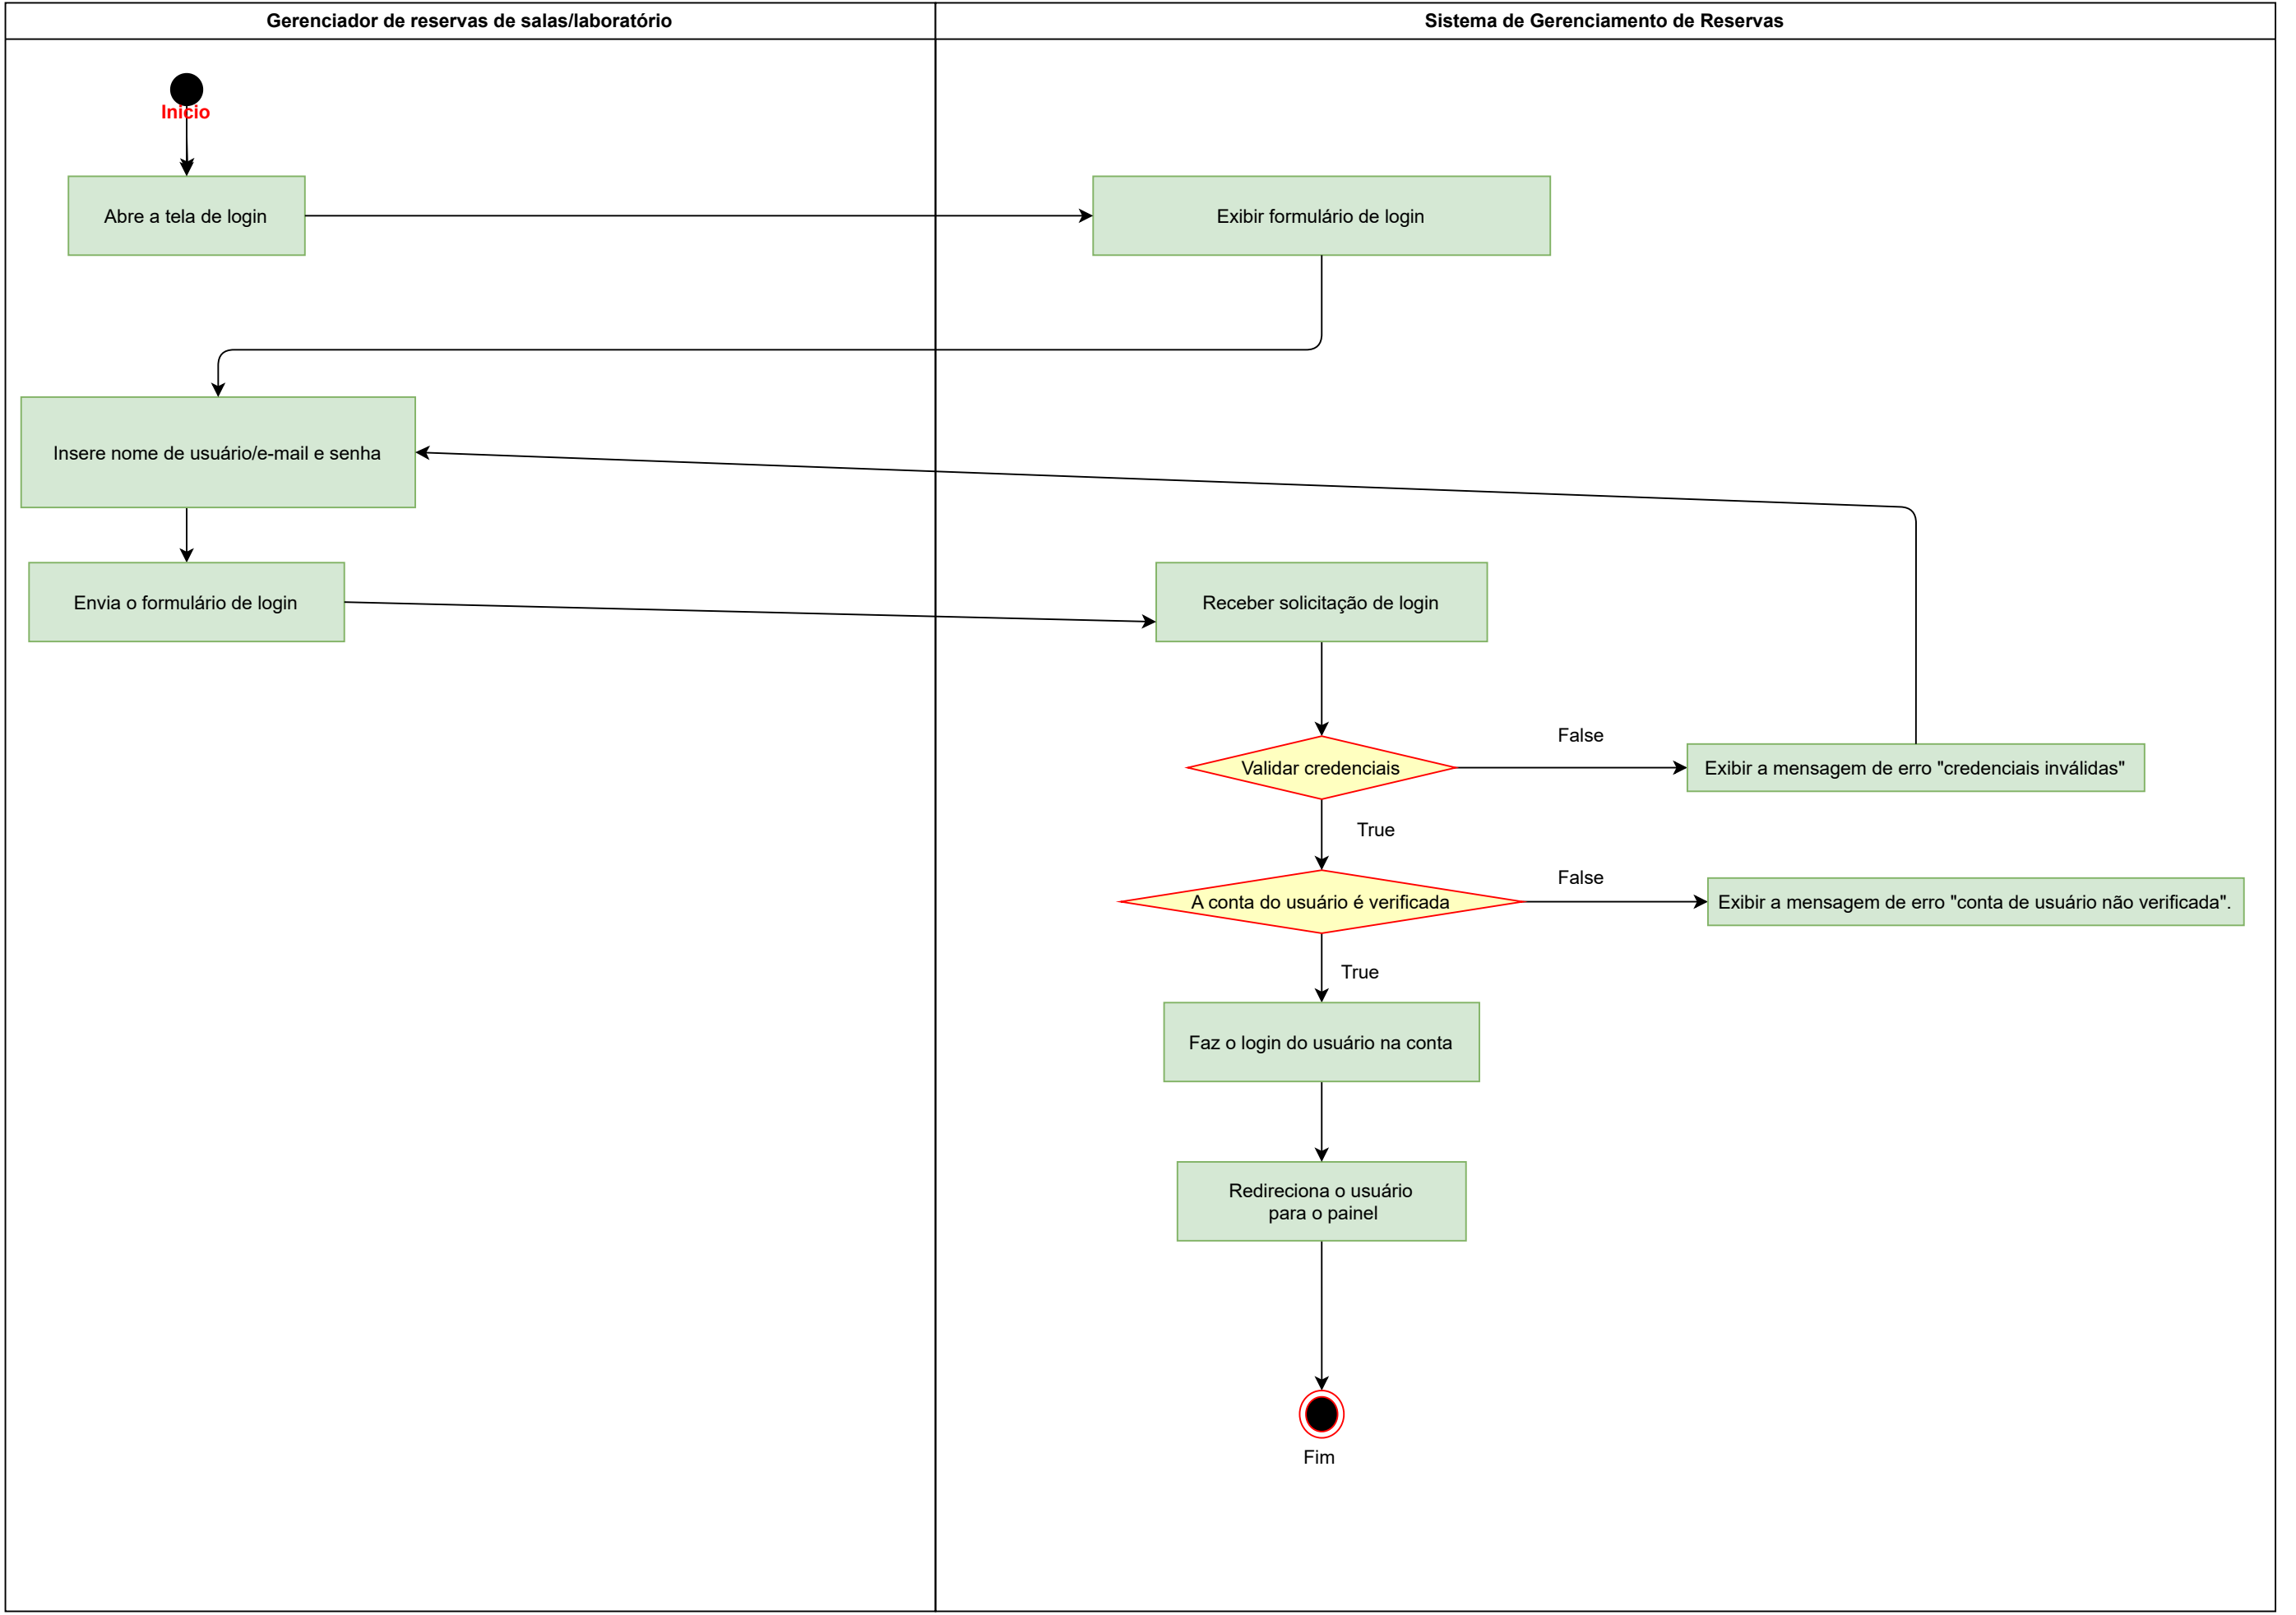 Gerenciador de reservas de salas/laboratório
Sistema de Gerenciamento de Reservas
Início
Abre a tela de login
Exibir formulário de login
Insere nome de usuário/e-mail e senha
Envia o formulário de login
Receber solicitação de login
False
Validar credenciais
Exibir a mensagem de erro "credenciais inválidas"
True
False
A conta do usuário é verificada
Exibir a mensagem de erro "conta de usuário não verificada".
True
Faz o login do usuário na conta
Redireciona o usuário
para o painel
Fim